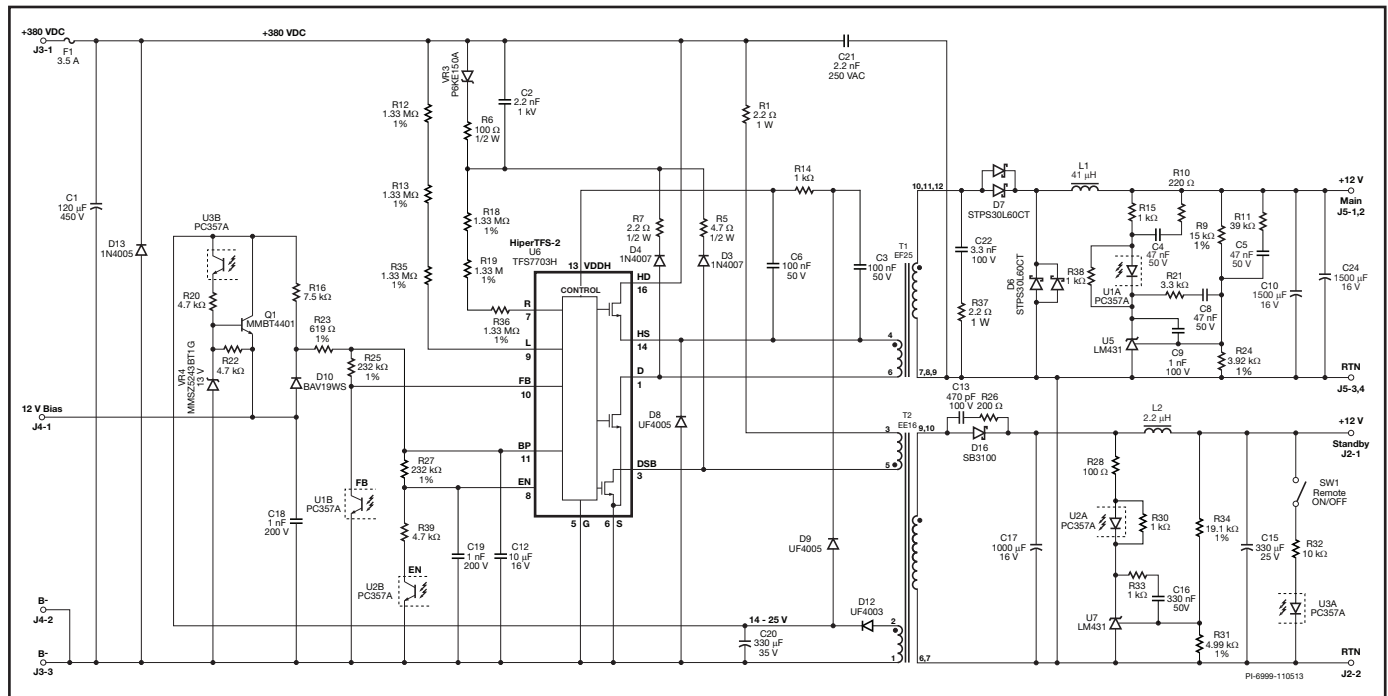 +380 VDC
J3-1
F1
3.5 A
+380 VDC
C1
120 µF
450 V
D13
1N4005
U3B
PC357A
R20
4.7 kΩ
Q1
MMBT4401
R22
4.7 kΩ
VR4
MMSZ5243BT1G
13 V
12 V Bias
J4-1
R16
7.5 kΩ
R23
619 Ω
1%
D10
BAV19WS
R25
232 kΩ
1%
C18
1 nF
200 V
FB
U1B
PC357A
R27
232 kΩ
1%
R39
4.7 kΩ
EN
U2B
PC357A
C19
1 nF
200 V
C12
10 µF
16 V
B-
J4-2
B-
J3-3
R12
1.33 MΩ
1%
R13
1.33 MΩ
1%
R35
1.33 MΩ
1%
VR3
P6KE150A
R6
100 Ω
1/2 W
C2
2.2 nF
1 kV
R18
1.33 MΩ
1%
R19
1.33 M
1%
R36
1.33 MΩ
1%
HiperTFS-2
U6
TFS7703H
13 VDDH
CONTROL
HD
16
R
7
L
9
FB
10
BP
11
EN
8
HS
14
D
1
DSB
3
5 G
6 S
R7
2.2 Ω
1/2 W
D4
1N4007
R5
4.7 Ω
1/2 W
D3
1N4007
D8
UF4005
R1
2.2 Ω
1 W
C21
2.2 nF
250 VAC
R14
1 kΩ
C6
100 nF
50 V
C3
100 nF
50 V
D9
UF4005
D12
UF4003
14 - 25 V
C20
330 µF
35 V
T1
EF25
4
6
10,11,12
7,8,9
T2
EE16
3
5
2
1
9,10
6,7
C22
3.3 nF
100 V
R37
2.2 Ω
1 W
D7
STPS30L60CT
D6
STPS30L60CT
L1
41 µH
R15
1 kΩ
R10
220 Ω
C4
47 nF
50 V
R38
1 kΩ
U1A
PC357A
R21
3.3 kΩ
C8
47 nF
50 V
U5
LM431
C9
1 nF
100 V
R9
15 kΩ
1%
R11
39 kΩ
C5
47 nF
50 V
R24
3.92 kΩ
1%
C10
1500 µF
16 V
C24
1500 µF
16 V
+12 V
Main
J5-1,2
RTN
J5-3,4
C13
470 pF
100 V
R26
200 Ω
D16
SB3100
C17
1000 µF
16 V
L2
2.2 µH
R28
100 Ω
U2A
PC357A
R30
1 kΩ
R33
1 kΩ
C16
330 nF
50V
U7
LM431
R34
19.1 kΩ
1%
R31
4.99 kΩ
1%
C15
330 µF
25 V
SW1
Remote
ON/OFF
R32
10 kΩ
U3A
PC357A
+12 V
Standby
J2-1
RTN
J2-2
PI-6999-110513